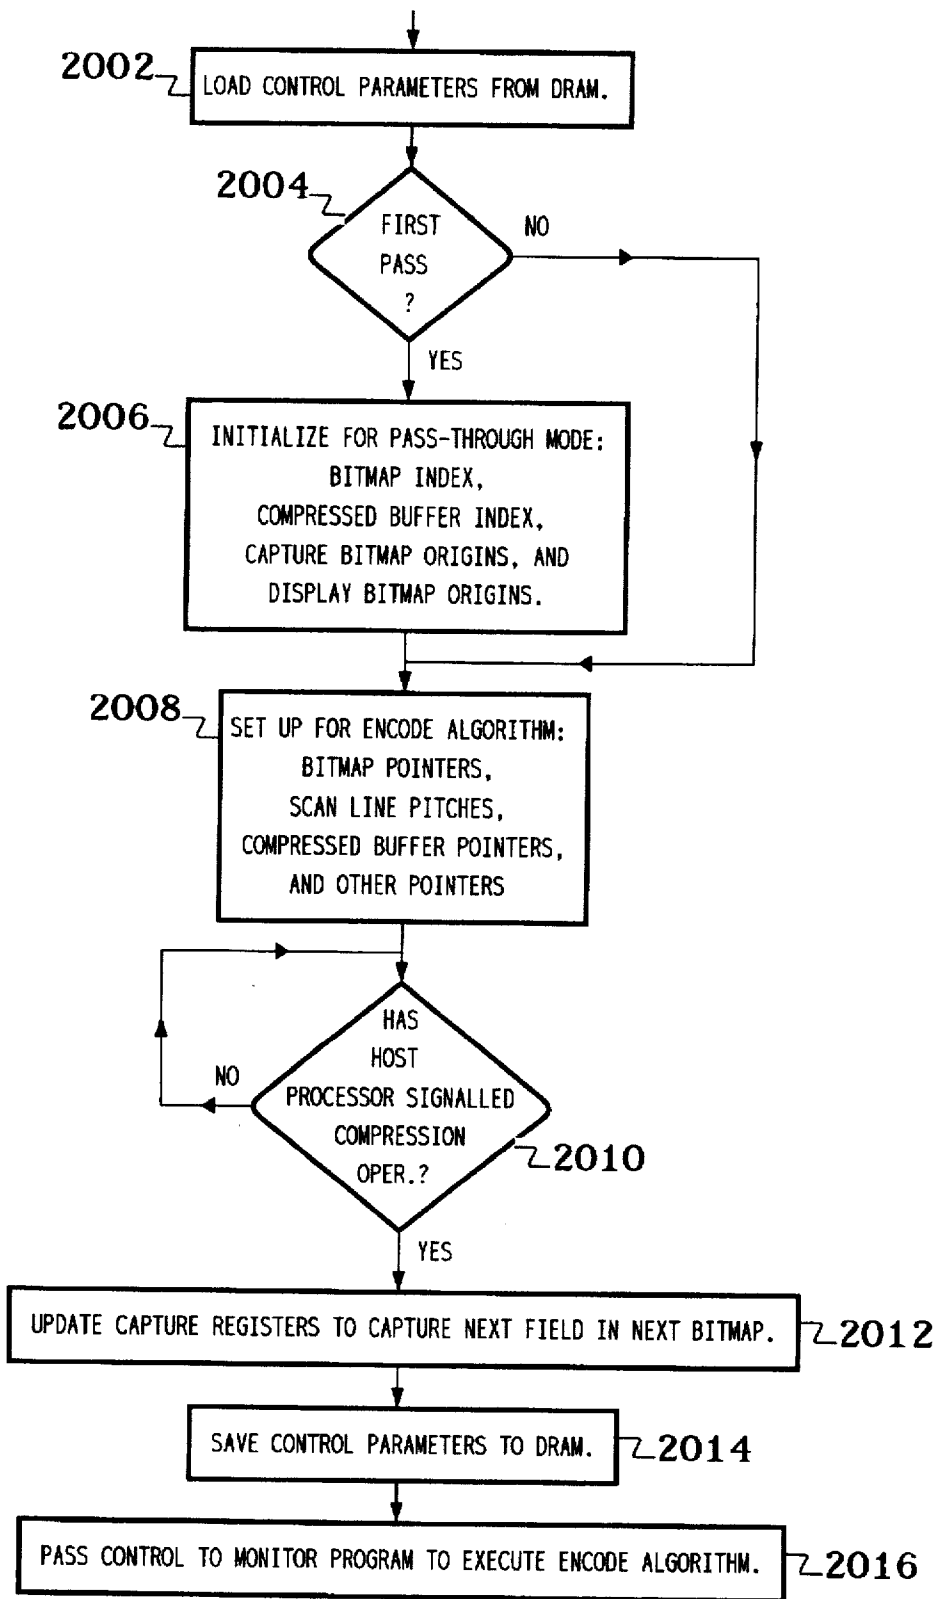 2002
LOAD CONTROL PARAMETERS FROM DRAM.
2004
FIRST
PASS
?
NO
YES
2006
INITIALIZE FOR PASS-THROUGH MODE:
BITMAP INDEX,
COMPRESSED BUFFER INDEX,
CAPTURE BITMAP ORIGINS, AND
DISPLAY BITMAP ORIGINS.
2008
SET UP FOR ENCODE ALGORITHM:
BITMAP POINTERS,
SCAN LINE PITCHES,
COMPRESSED BUFFER POINTERS,
AND OTHER POINTERS
HAS
HOST
PROCESSOR SIGNALLED
COMPRESSION
OPER.?
NO
2010
YES
UPDATE CAPTURE REGISTERS TO CAPTURE NEXT FIELD IN NEXT BITMAP.
2012
SAVE CONTROL PARAMETERS TO DRAM.
2014
PASS CONTROL TO MONITOR PROGRAM TO EXECUTE ENCODE ALGORITHM.
2016